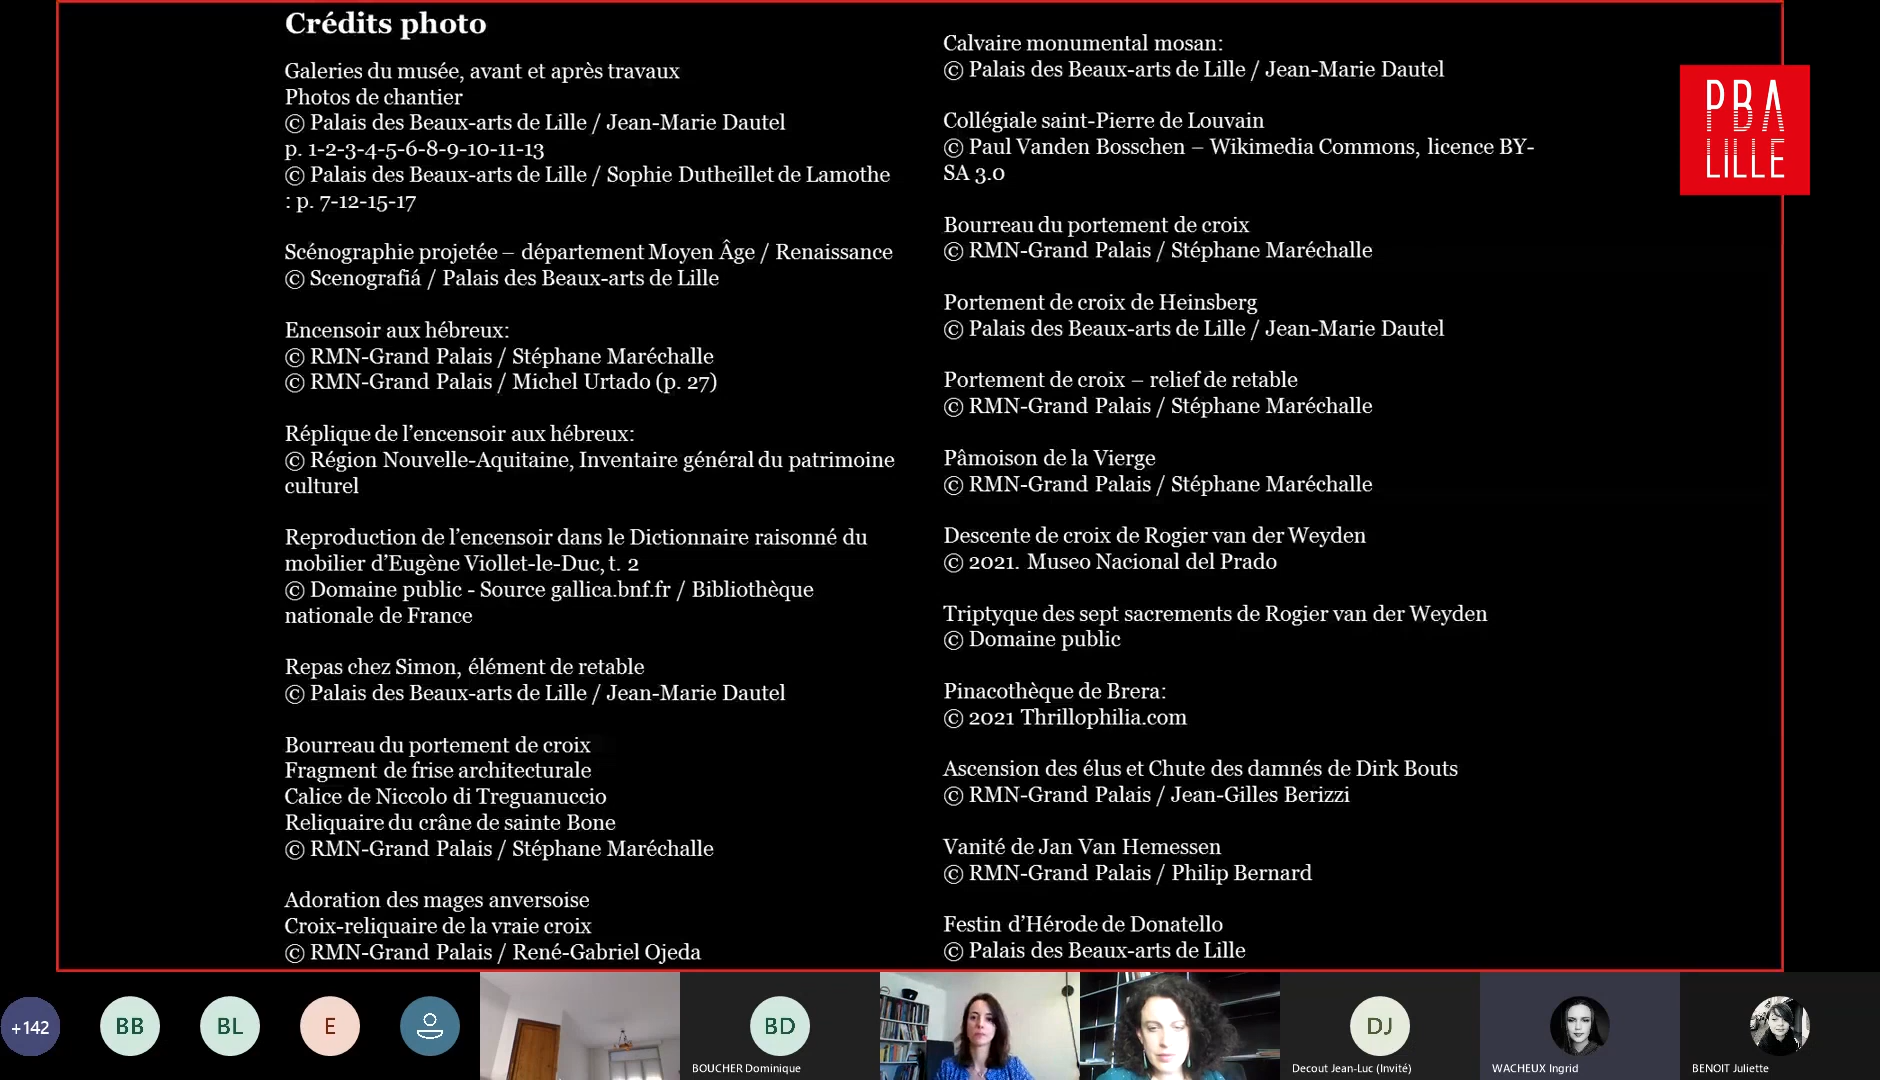 Crédits photo
Galeries du musée, avant et après travaux
Photos de chantier
© Palais des Beaux-arts de Lille / Jean-Marie Dautel
p. 1-2-3-4-5-6-8-9-10-11-13
© Palais des Beaux-arts de Lille / Sophie Dutheillet de Lamothe
: p. 7-12-15-17
Scénographie projetée – département Moyen Âge / Renaissance
© Scenografiá / Palais des Beaux-arts de Lille
Encensoir aux hébreux:
© RMN-Grand Palais / Stéphane Maréchalle
© RMN-Grand Palais / Michel Urtado (p. 27)
Réplique de l’encensoir aux hébreux:
© Région Nouvelle-Aquitaine, Inventaire général du patrimoine
culturel
Reproduction de l’encensoir dans le Dictionnaire raisonné du
mobilier d’Eugène Viollet-le-Duc, t. 2
© Domaine public - Source gallica.bnf.fr / Bibliothèque
nationale de France
Repas chez Simon, élément de retable
© Palais des Beaux-arts de Lille / Jean-Marie Dautel
Bourreau du portement de croix
Fragment de frise architecturale
Calice de Niccolo di Treguanuccio
Reliquaire du crâne de sainte Bone
© RMN-Grand Palais / Stéphane Maréchalle
Adoration des mages anversoise
Croix-reliquaire de la vraie croix
© RMN-Grand Palais / René-Gabriel Ojeda
Calvaire monumental mosan:
© Palais des Beaux-arts de Lille / Jean-Marie Dautel
Collégiale saint-Pierre de Louvain
© Paul Vanden Bosschen – Wikimedia Commons, licence BY-
SA 3.0
Bourreau du portement de croix
© RMN-Grand Palais / Stéphane Maréchalle
Portement de croix de Heinsberg
© Palais des Beaux-arts de Lille / Jean-Marie Dautel
Portement de croix – relief de retable
© RMN-Grand Palais / Stéphane Maréchalle
Pâmoison de la Vierge
© RMN-Grand Palais / Stéphane Maréchalle
Descente de croix de Rogier van der Weyden
© 2021. Museo Nacional del Prado
Triptyque des sept sacrements de Rogier van der Weyden
© Domaine public
Pinacothèque de Brera:
© 2021 Thrillophilia.com
Ascension des élus et Chute des damnés de Dirk Bouts
© RMN-Grand Palais / Jean-Gilles Berizzi
Vanité de Jan Van Hemessen
© RMN-Grand Palais / Philip Bernard
Festin d’Hérode de Donatello
© Palais des Beaux-arts de Lille
PBA
LILLE
+142
BB
BL
E
BD
BOUCHER Dominique
DJ
Decout Jean-Luc (Invité)
WACHEUX Ingrid
BENOIT Juliette